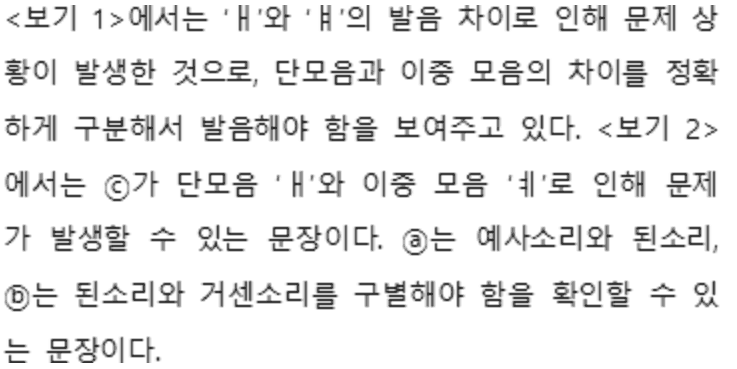 <보기 1>에서는 'ㅐ'와 'ㅒ'의 발음 차이로 인해 문제 상
황이 발생한 것으로, 단모음과 이중 모음의 차이를 정확
하게 구분해서 발음해야 함을 보여주고 있다. <보기 2>
에서는 ⓒ가 단모음 'ㅐ'와 이중 모음 'ㅖ'로 인해 문제
가 발생할 수 있는 문장이다. ⓐ는 예사소리와 된소리,
ⓑ는 된소리와 거센소리를 구별해야 함을 확인할 수 있
는 문장이다.